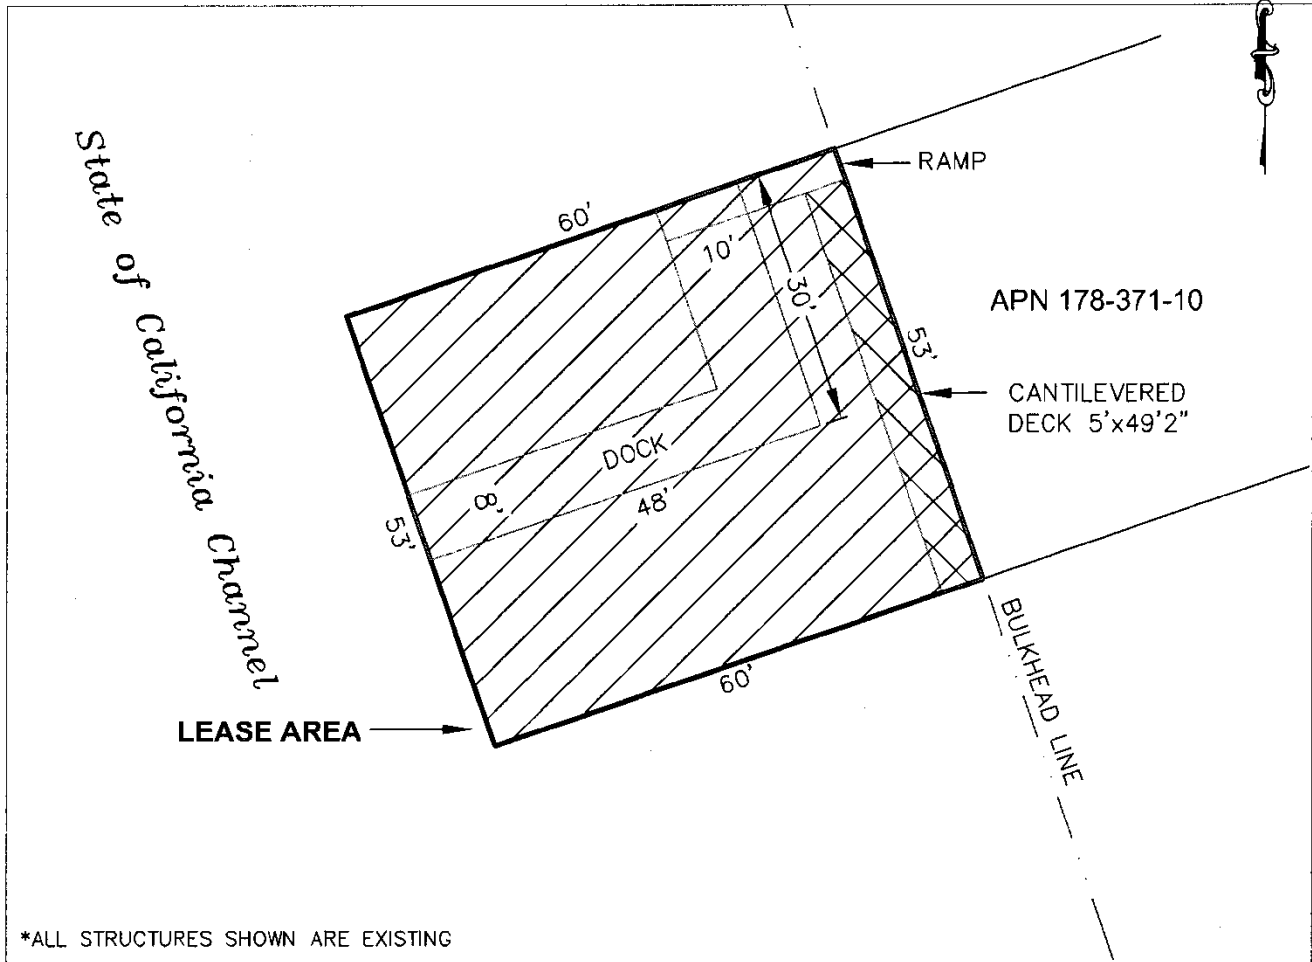 RAMP
State of California Channel
60'
10'
30'
APN 178-371-10
53'
CANTILEVERED
DECK 5'x49'2"
DOCK
8'
48'
53'
60'
BULKHEAD LINE
LEASE AREA
*ALL STRUCTURES SHOWN ARE EXISTING